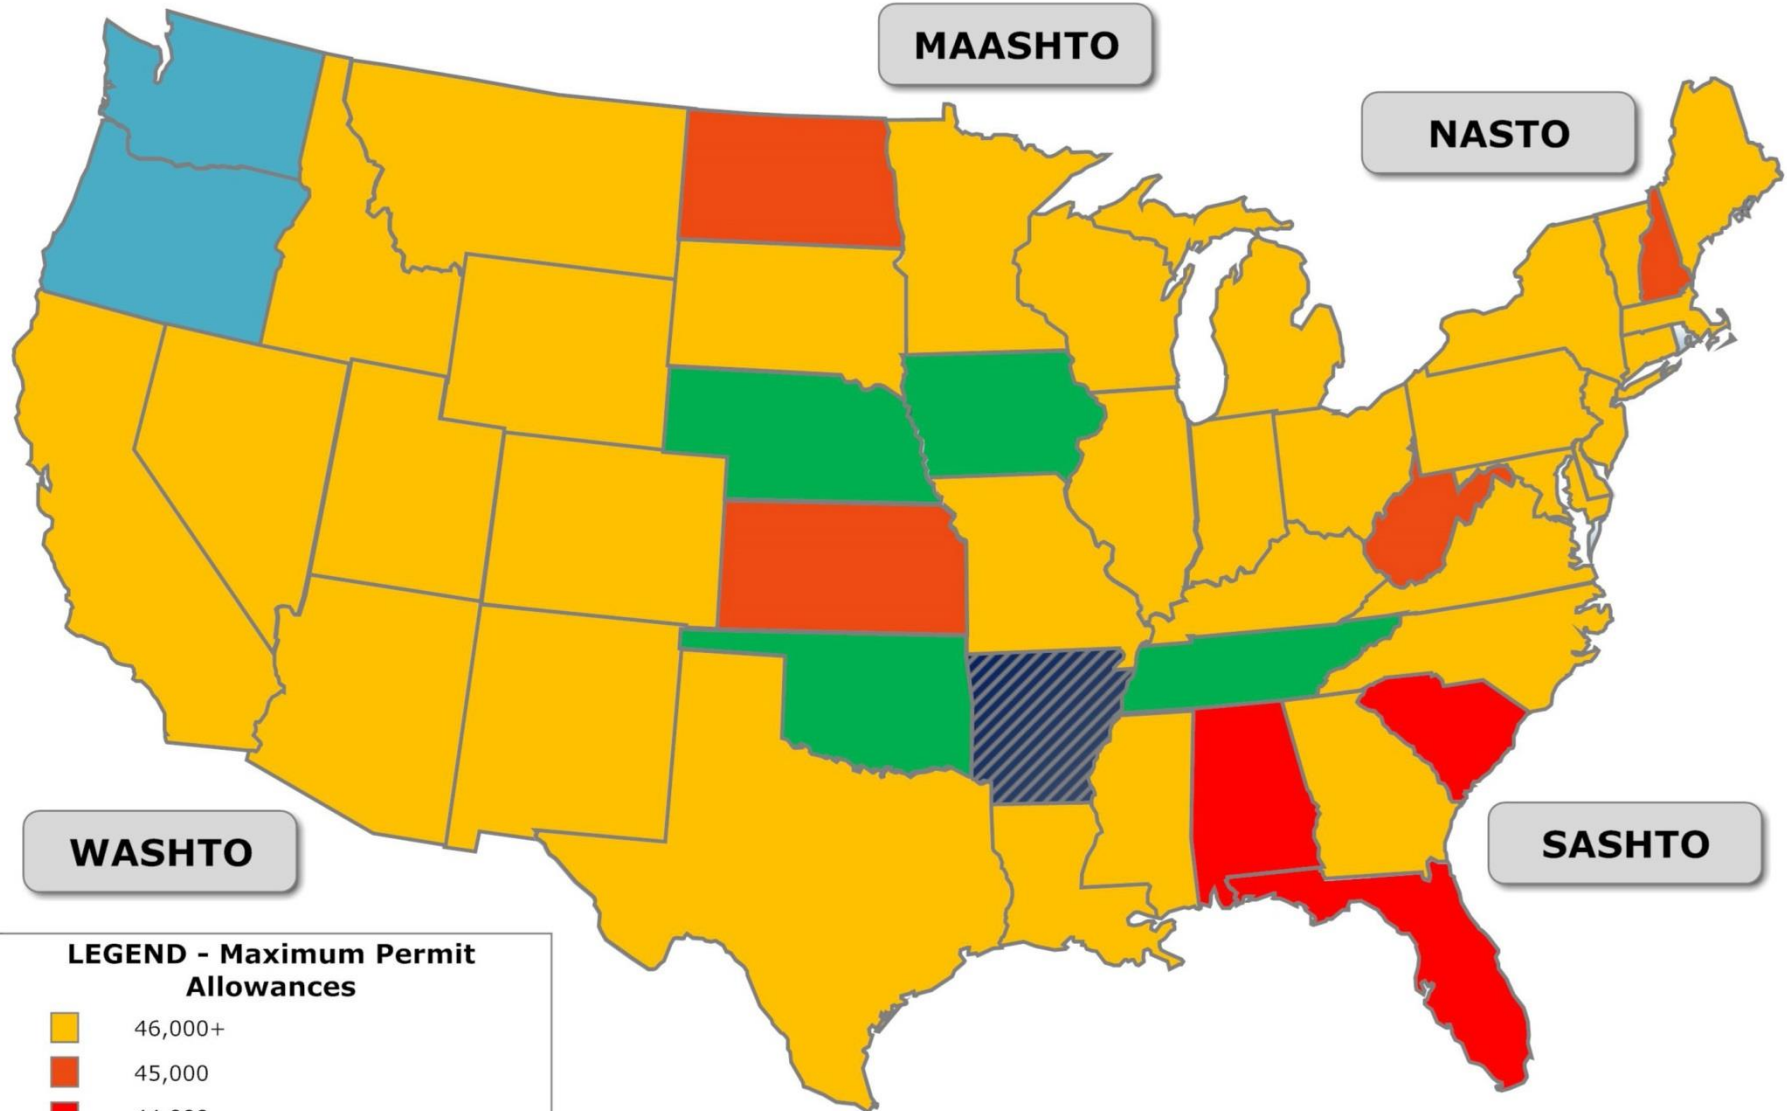 MAASHTO
NASTO
WASHTO
SASHTO
LEGEND - Maximum Permit
Allowances
46,000+
45,000